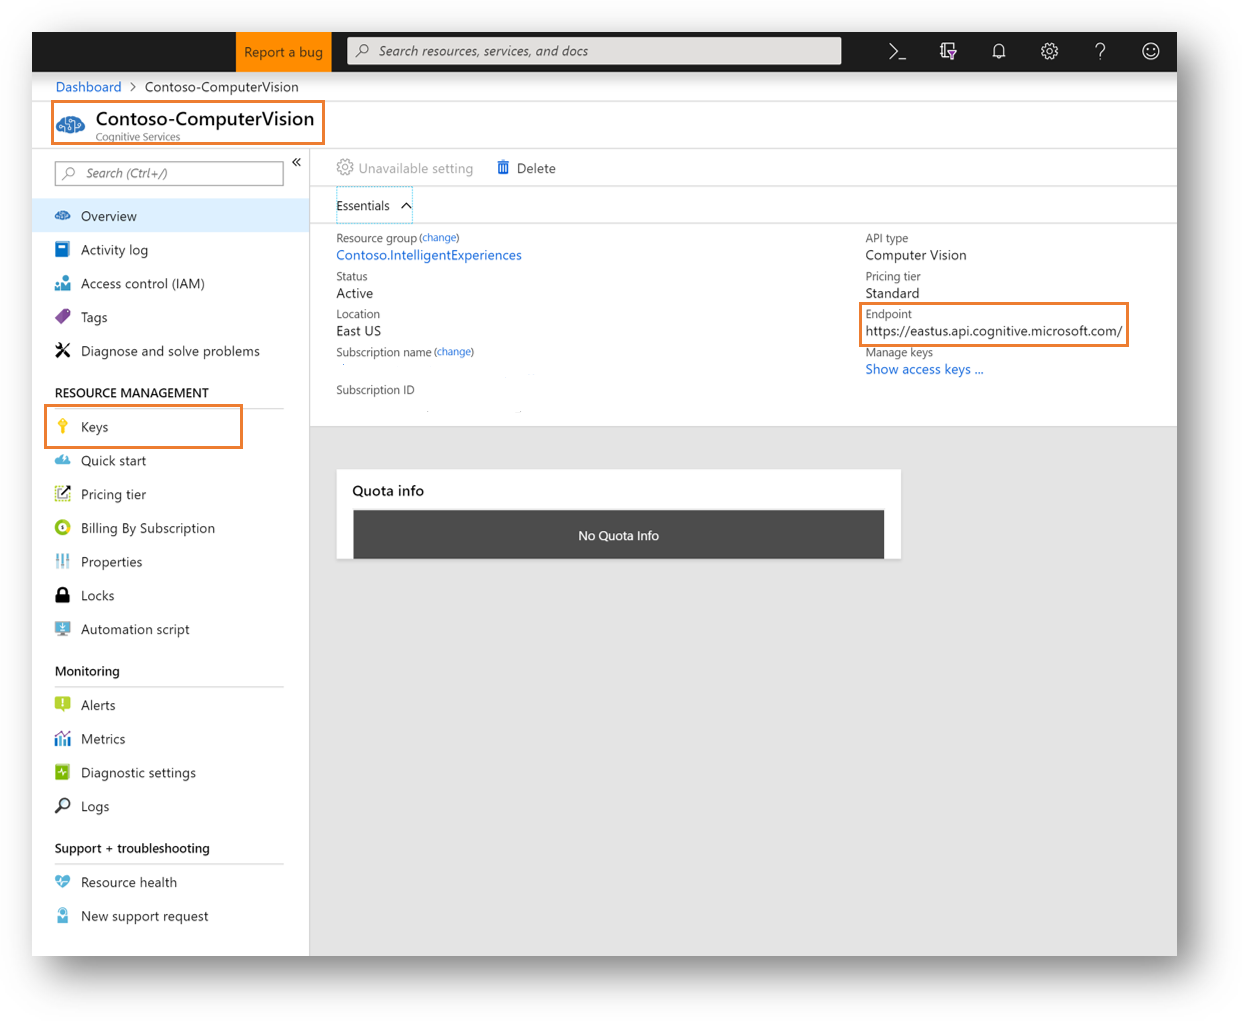 Report a bug
Search resources, services, and docs
Dashboard > Contoso-ComputerVision
Contoso-ComputerVision
Cognitive Services
Search (Ctrl+/)
Overview
Activity log
Access control (IAM)
Tags
Diagnose and solve problems
RESOURCE MANAGEMENT
Keys
Quick start
Pricing tier
Billing By Subscription
Properties
Locks
Automation script
Monitoring
Alerts
Metrics
Diagnostic settings
Logs
Support + troubleshooting
Resource health
New support request
Unavailable setting
Delete
Essentials
Resource group (change)
Contoso.IntelligentExperiences
Status
Active
Location
East US
Subscription name (change)
Subscription ID
API type
Computer Vision
Pricing tier
Standard
Endpoint
https://eastus.api.cognitive.microsoft.com/
Manage keys
Show access keys ...
Quota info
No Quota Info